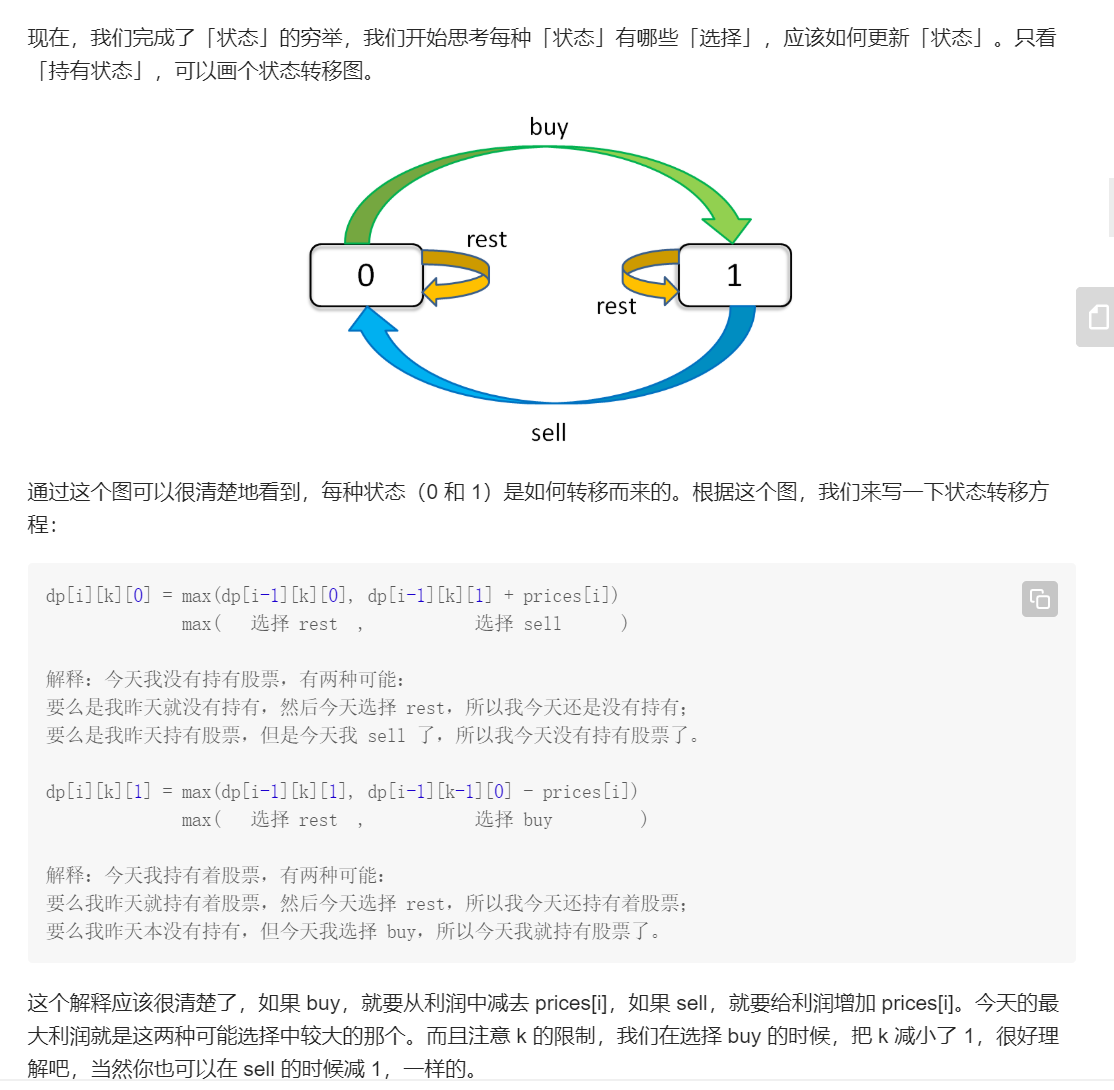 现在，我们完成了「状态」的穷举，我们开始思考每种「状态」有哪些「选择」，应该如何更新「状态」。只看
「持有状态」，可以画个状态转移图。
buy
rest
0
1
rest
sell
通过这个图可以很清楚地看到，每种状态（0 和 1）是如何转移而来的。根据这个图，我们来写一下状态转移方
程：
dp[i][k][0] = max(dp[i-1][k][0], dp[i-1][k][1] + prices[i])
max(   选择 rest  ,            选择 sell      )
解释：今天我没有持有股票，有两种可能：
要么是我昨天就没有持有，然后今天选择 rest，所以我今天还是没有持有；
要么是我昨天持有股票，但是今天我 sell 了，所以我今天没有持有股票了。
dp[i][k][1] = max(dp[i-1][k][1], dp[i-1][k-1][0] - prices[i])
max(   选择 rest  ,            选择 buy         )
解释：今天我持有着股票，有两种可能：
要么我昨天就持有着股票，然后今天选择 rest，所以我今天还持有着股票；
要么我昨天本没有持有，但今天我选择 buy，所以今天我就持有股票了。
这个解释应该很清楚了，如果 buy，就要从利润中减去 prices[i]，如果 sell，就要给利润增加 prices[i]。今天的最
大利润就是这两种可能选择中较大的那个。而且注意 k 的限制，我们在选择 buy 的时候，把 k 减小了 1，很好理
解吧，当然你也可以在 sell 的时候减 1，一样的。